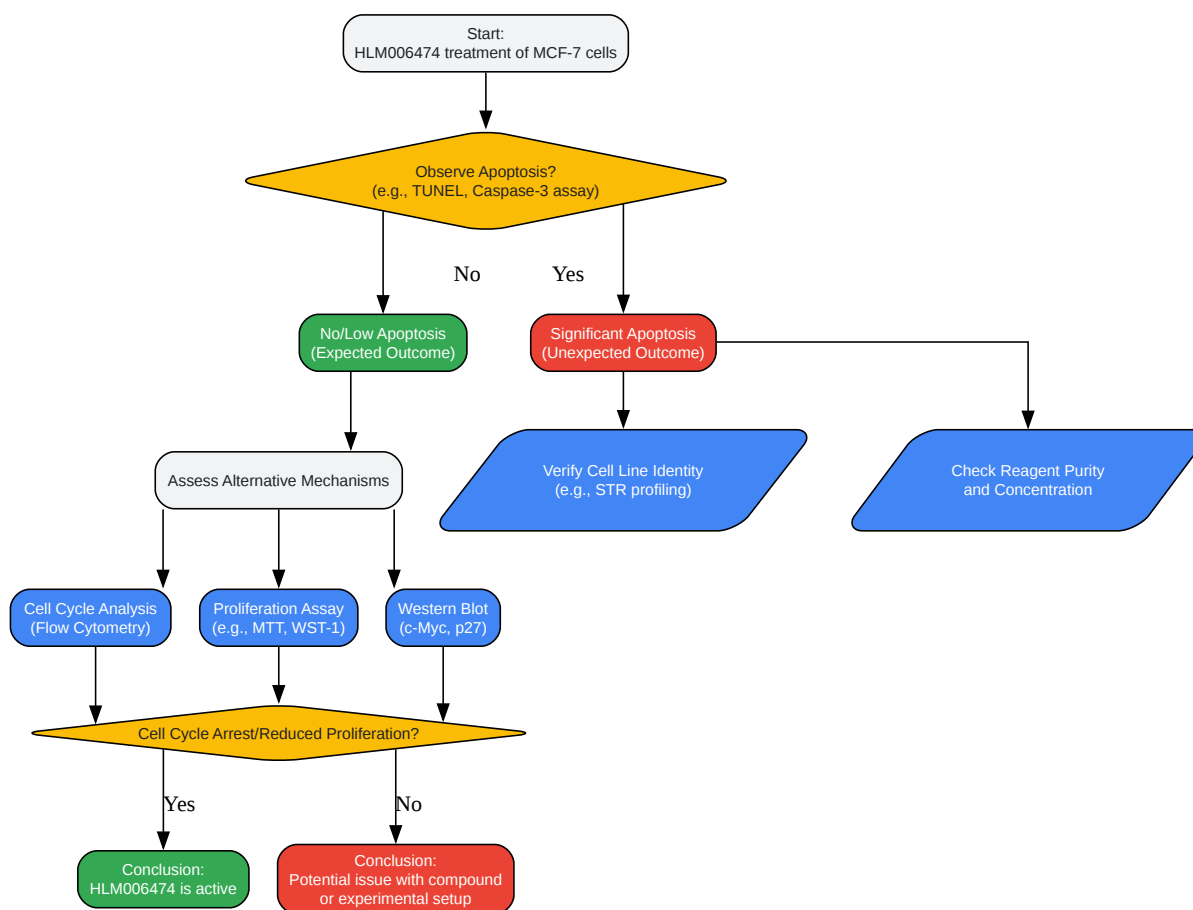 Start:
HLM006474 treatment of MCF-7 cells
Observe Apoptosis?
(e.g., TUNEL, Caspase-3 assay)
No
Yes
No/Low Apoptosis
(Expected Outcome)
Significant Apoptosis
(Unexpected Outcome)
Assess Alternative Mechanisms
Verify Cell Line Identity
(e.g., STR profiling)
Check Reagent Purity
and Concentration
Cell Cycle Analysis
(Flow Cytometry)
Proliferation Assay
(e.g., MTT, WST-1)
Western Blot
(c-Myc, p27)
Cell Cycle Arrest/Reduced Proliferation?
Yes
No
Conclusion:
HLM006474 is active
Conclusion:
Potential issue with compound
or experimental setup